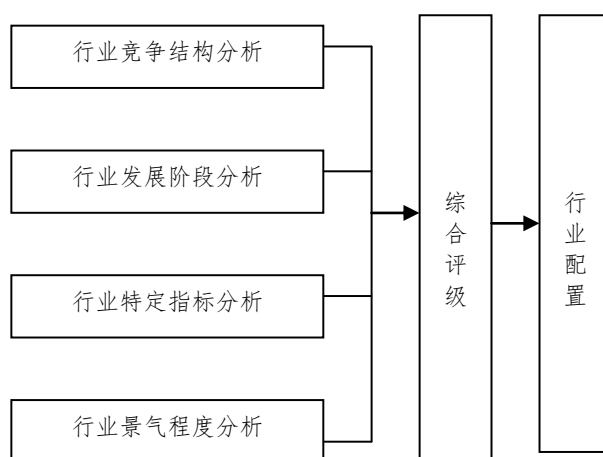 行业竞争结构分析
行业发展阶段分析
行业特定指标分析
行业景气程度分析
综合评级
行业配置